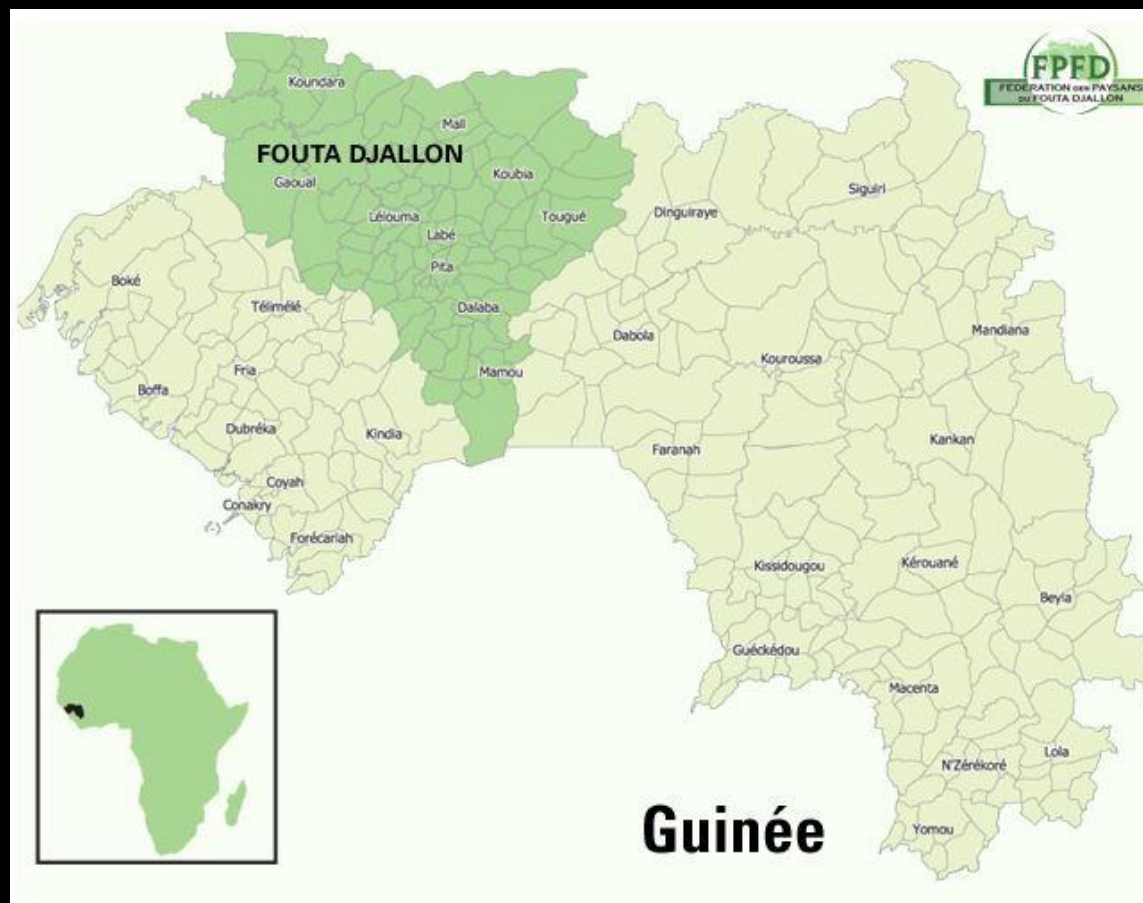 FPFD
FEDERATION DES PAYSANS
DU FOUTA DJALLON
Koundara
Mali
FOUTA DJALLON
Gaoual
Koubia
Siguiri
Lélouma
Tougué
Dinguiraye
Labé
Pita
Boké
Télimélé
Dalaba
Dabola
Mandiana
Kouroussa
Fria
Mamou
Boffa
Dubréka
Kindia
Kankan
Faranah
Coyah
Conakry
Forécariah
Kissidougou
Kérouané
Beyla
Guéckédou
Macenta
N'Zérékoré
Lola
Guinée
Yomou